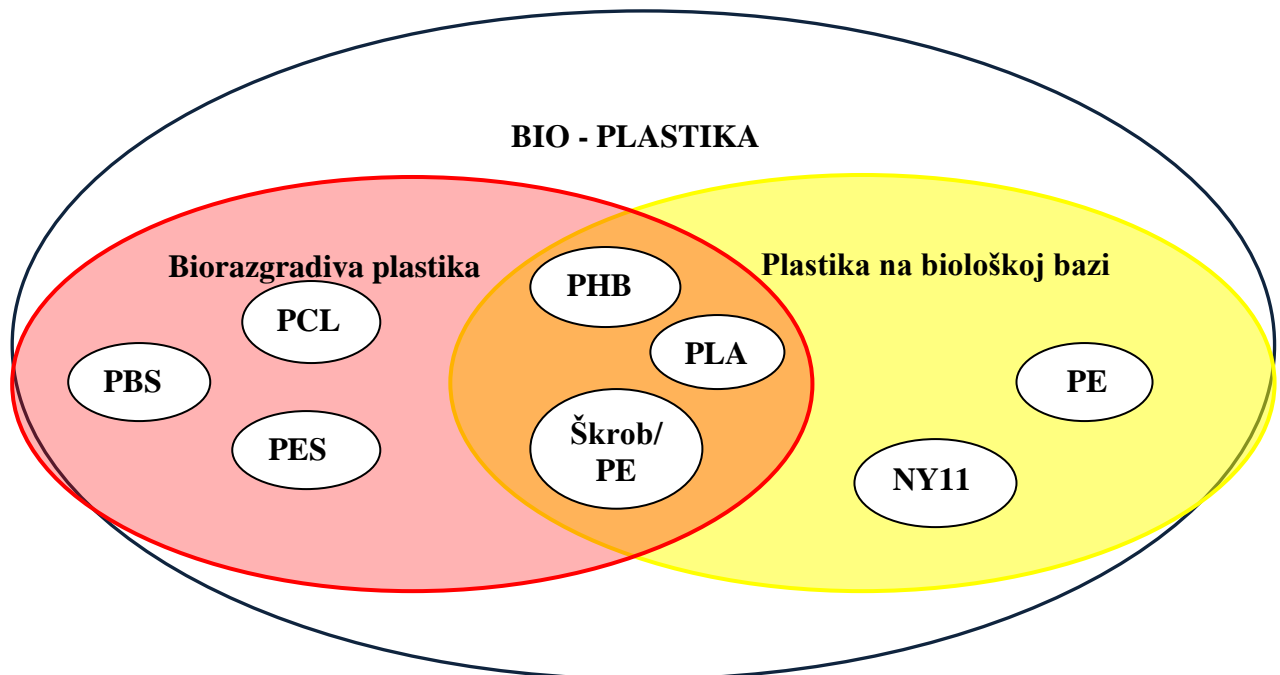 BIO - PLASTIKA
Biorazgradiva plastika
Plastika na biološkoj bazi
PHB
PCL
PLA
PBS
PE
Škrob/
PE
PES
NY11